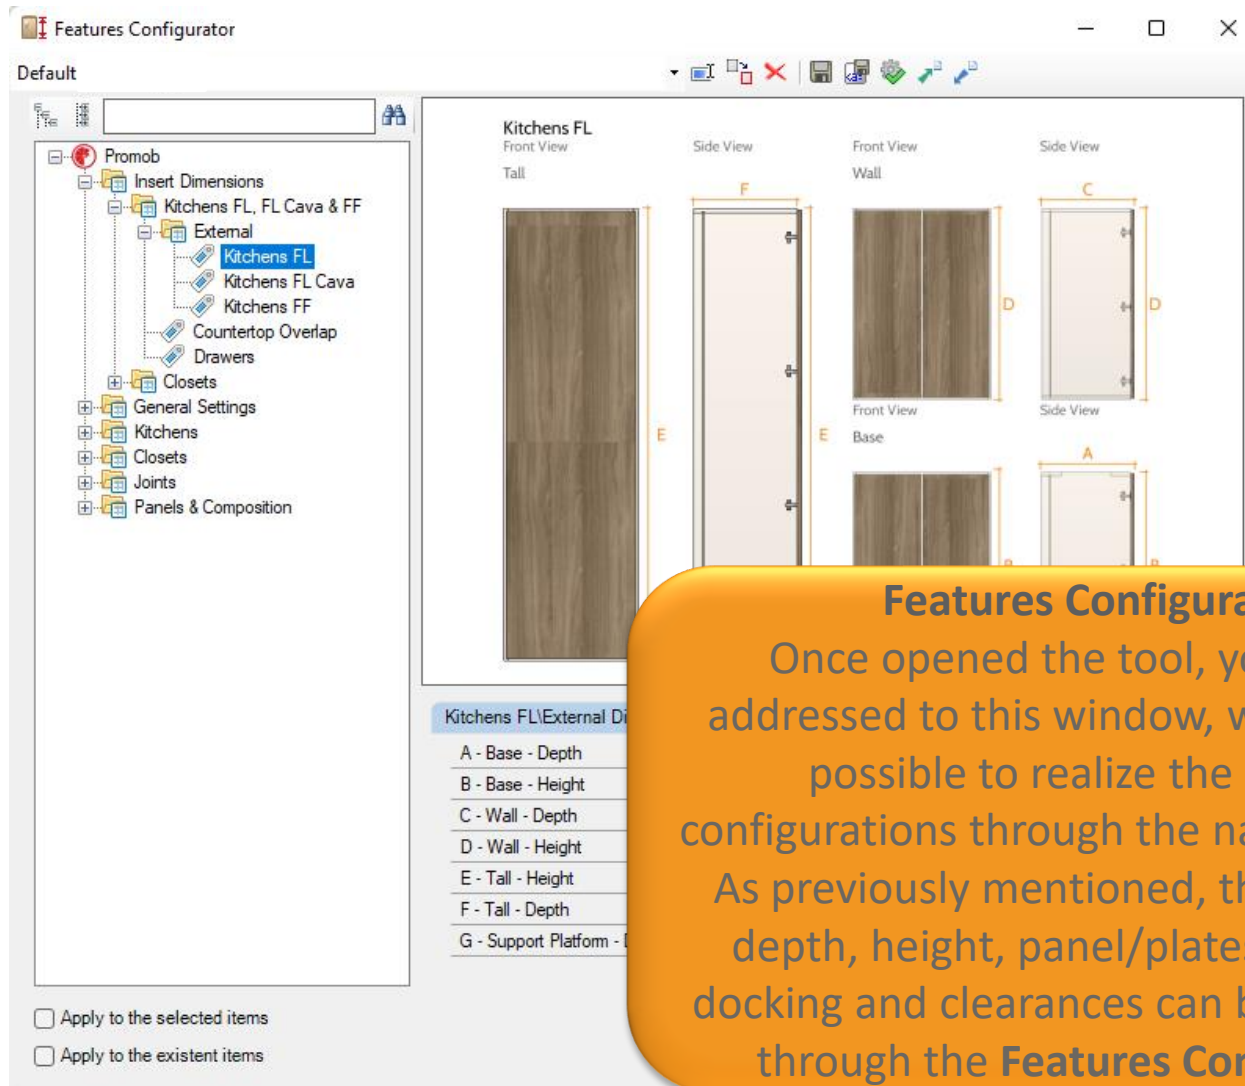 Features Configurator
Default
Promob
Insert Dimensions
Kitchens FL, FL Cava & FF
External
Kitchens FL
Kitchens FL Cava
Kitchens FF
Countertop Overlap
Drawers
Closets
General Settings
Kitchens
Closets
Joints
Panels & Composition
Apply to the selected items
Apply to the existent items
Kitchens FL
Front View
Side View
Front View
Side View
Tall
Wall
F
C
D
D
Front View
Side View
E
E
Base
A
B
Kitchens FL\External Di
A - Base - Depth
B - Base - Height
C - Wall - Depth
D - Wall - Height
E - Tall - Height
F - Tall - Depth
G - Support Platform -
Features Configura
Once opened the tool, y
addressed to this window,
possible to realize the
configurations through the na
As previously mentioned, th
depth, height, panel/plate
docking and clearances can b
through the Features Con